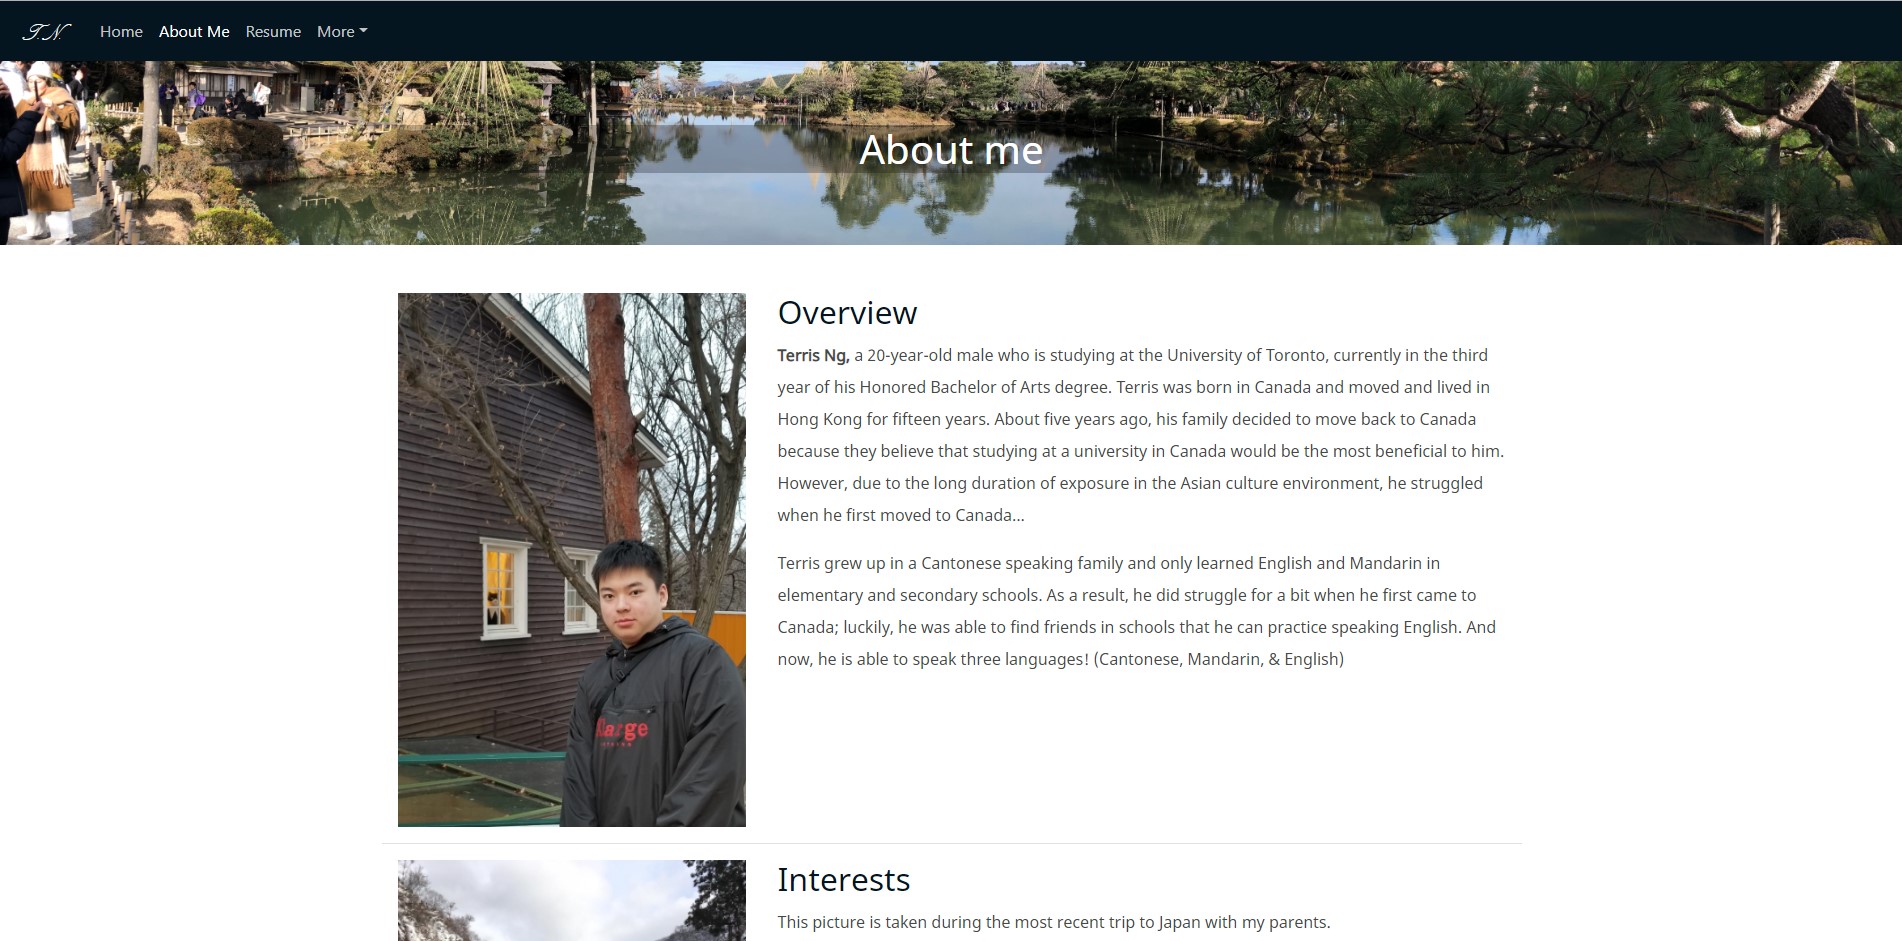 T.N.
Home About Me Resume More
About me
Overview
Terris Ng, a 20-year-old male who is studying at the University of Toronto, currently in the third
year of his Honored Bachelor of Arts degree. Terris was born in Canada and moved and lived in
Hong Kong for fifteen years. About five years ago, his family decided to move back to Canada
because they believe that studying at a university in Canada would be the most beneficial to him.
However, due to the long duration of exposure in the Asian culture environment, he struggled
when he first moved to Canada...
Terris grew up in a Cantonese speaking family and only learned English and Mandarin in
elementary and secondary schools. As a result, he did struggle for a bit when he first came to
Canada; luckily, he was able to find friends in schools that he can practice speaking English. And
now, he is able to speak three languages! (Cantonese, Mandarin, & English)
Interests
This picture is taken during the most recent trip to Japan with my parents.